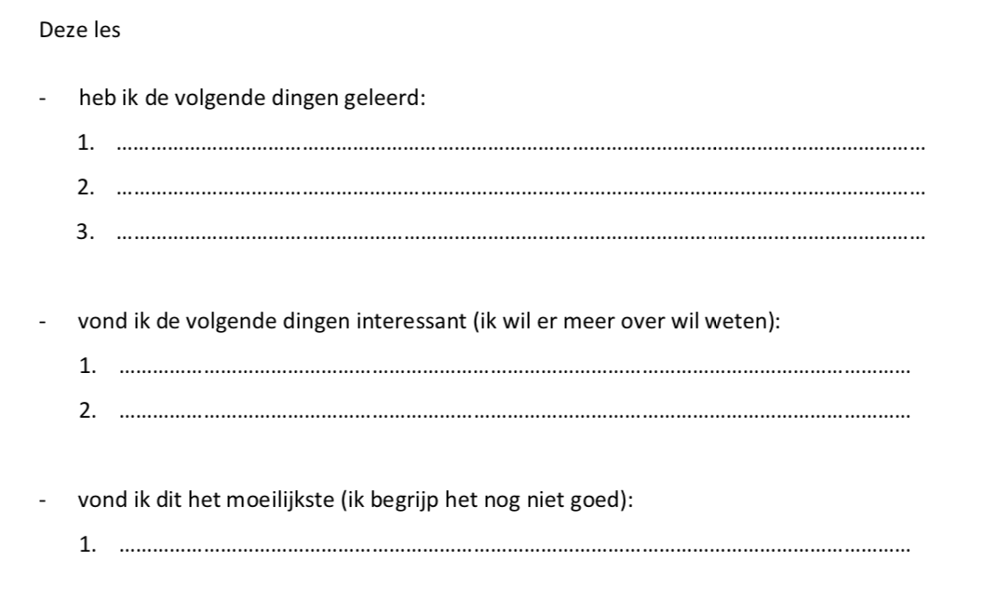 Deze les
- heb ik de volgende dingen geleerd:
1. ................................................................................
2. ................................................................................
3. ................................................................................
- vond ik de volgende dingen interessant (ik wil er meer over wil weten):
1. ................................................................................
2. ................................................................................
- vond ik dit het moeilijkste (ik begrijp het nog niet goed):
1. ................................................................................